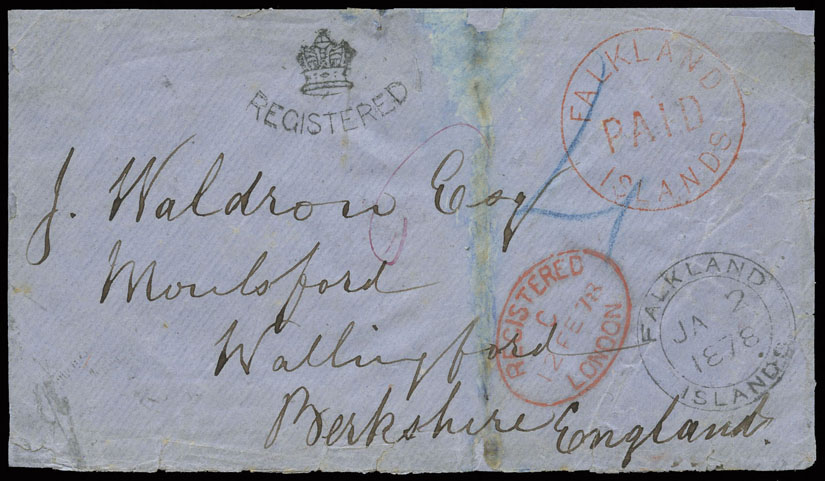 REGISTERED
FALKLAND
PAID
ISLANDS
J. Waldron Esq
Moulsford
Wallingford
Berkshire England.
REGISTERED
C
12 FE 78
LONDON
FALKLAND
JA
1878
ISLANDS